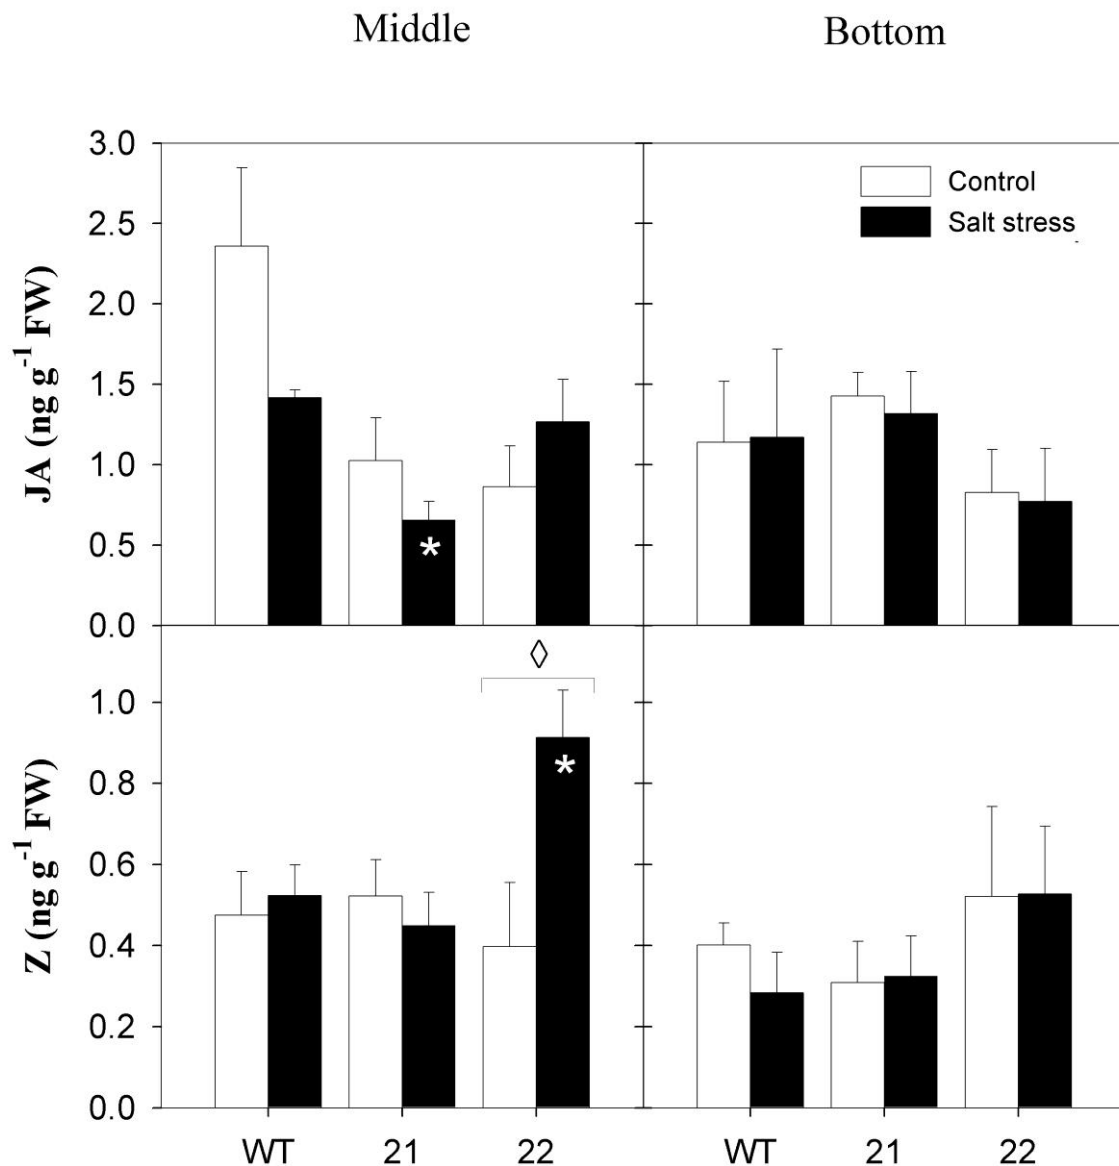 Middle Bottom
3.0
2.5
2.0
1.5
1.0
0.5
0.0
JA (ng g⁻¹ FW)
Control
Salt stress
*
◊
1.0
0.8
0.6
0.4
0.2
0.0
Z (ng g⁻¹ FW)
*
WT 21 22 WT 21 22